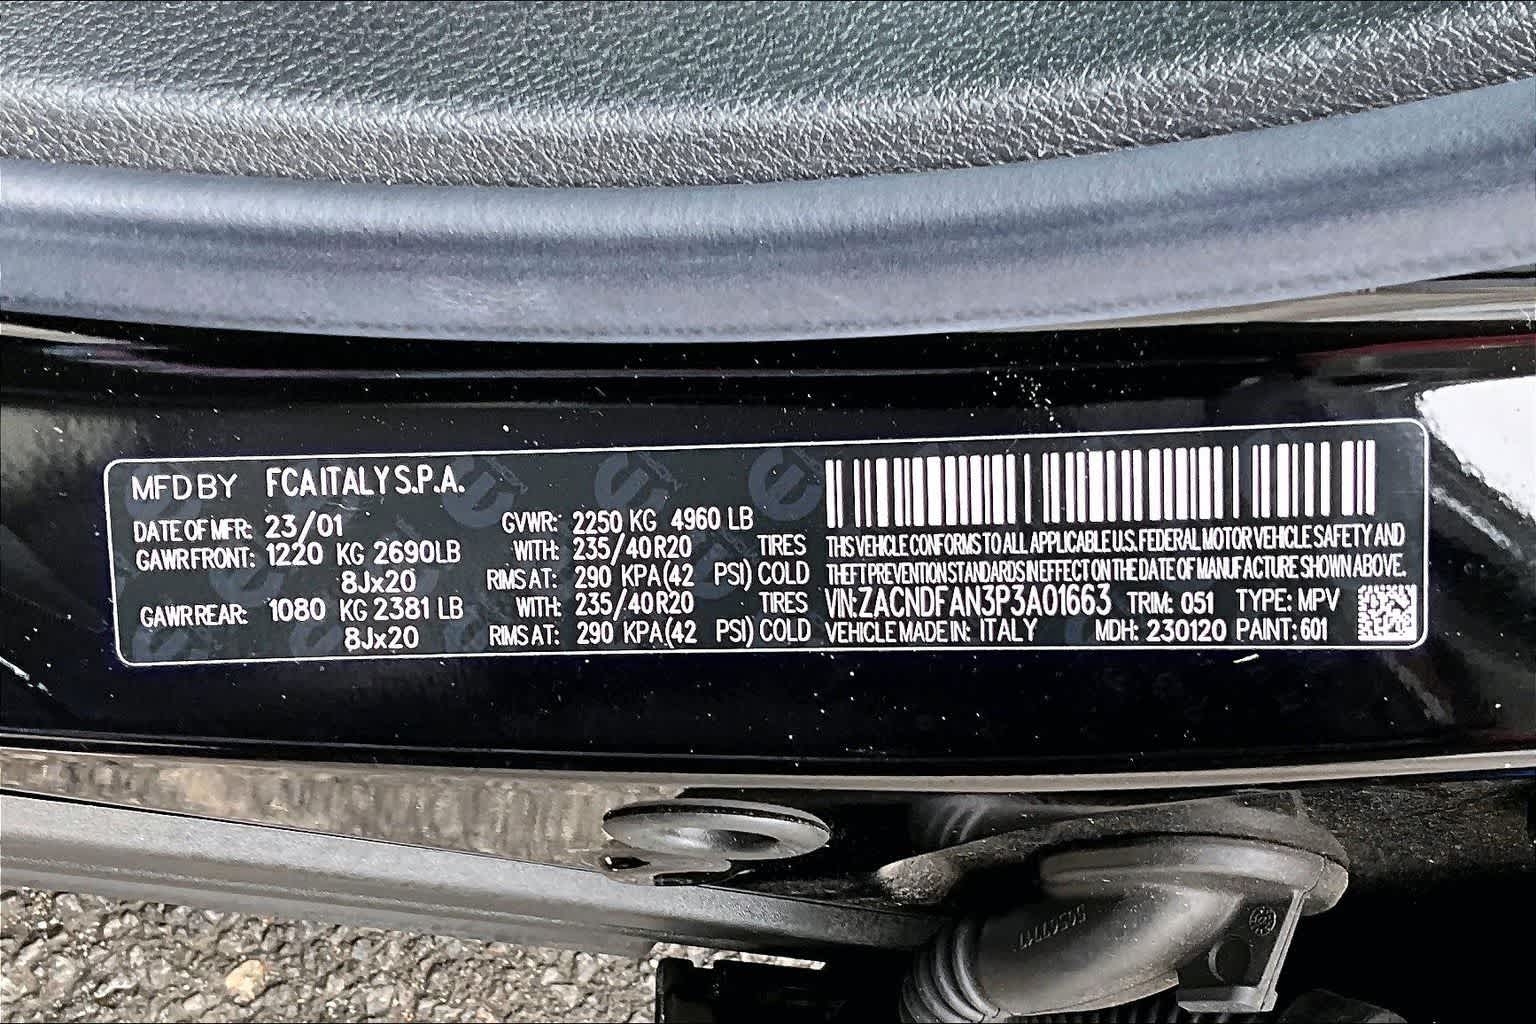 MFD BY FCA ITALY S.P.A.
DATE OF MFR: 23/01 GVWR: 2250 KG 4960 LB
GAWR FRONT: 1220 KG 2690 LB WITH: 235/40 R20 TIRES
8Jx20 RIMS AT: 290 KPA (42 PSI) COLD
GAWR REAR: 1080 KG 2381 LB WITH: 235/40 R20 TIRES
8Jx20 RIMS AT: 290 KPA (42 PSI) COLD
THIS VEHICLE CONFORMS TO ALL APPLICABLE U.S. FEDERAL MOTOR VEHICLE SAFETY AND
THEFT PREVENTION STANDARDS IN EFFECT ON THE DATE OF MANUFACTURE SHOWN ABOVE.
VIN: ZACNDFAN3P3A01663 TRIM: 051 TYPE: MPV
VEHICLE MADE IN: ITALY MDH: 230120 PAINT: 601